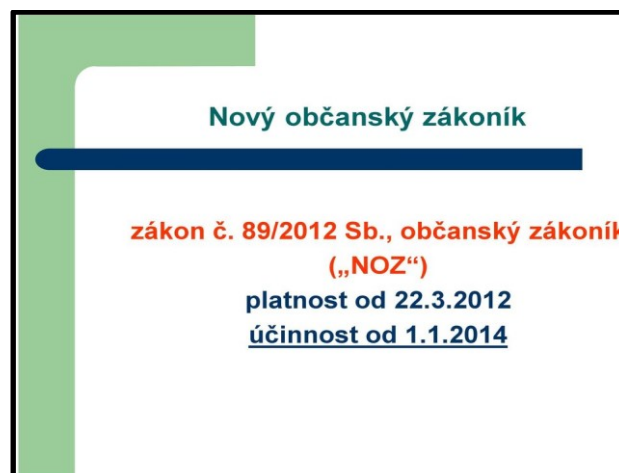 Nový občanský zákoník
zákon č. 89/2012 Sb., občanský zákoník
(„NOZ“)
platnost od 22.3.2012
účinnost od 1.1.2014